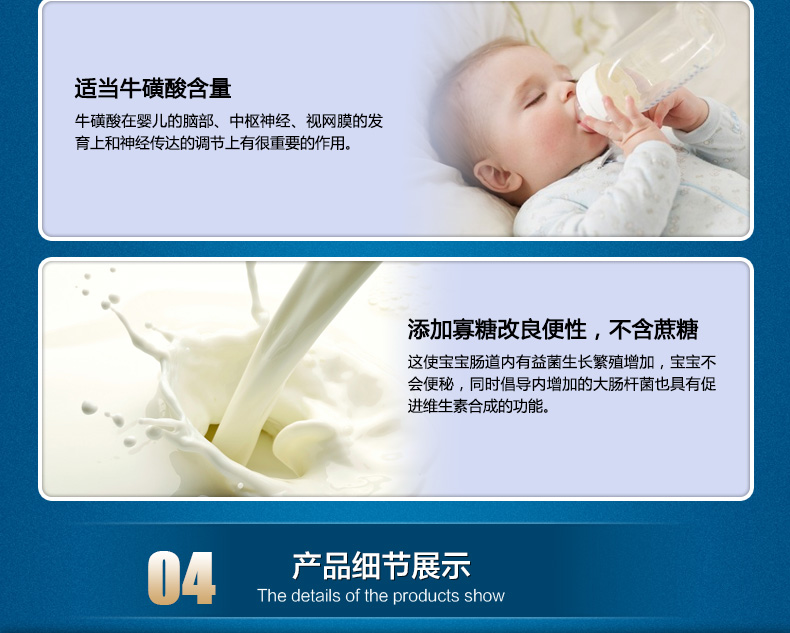 适当牛磺酸含量
牛磺酸在婴儿的脑部、中枢神经、视网膜的发
育上和神经传达的调节上有很重要的作用。
添加寡糖改良便性，不含蔗糖
这使宝宝肠道内有益菌生长繁殖增加，宝宝不
会便秘，同时倡导内增加的大肠杆菌也具有促
进维生素合成的功能。
04
产品细节展示
The details of the products show